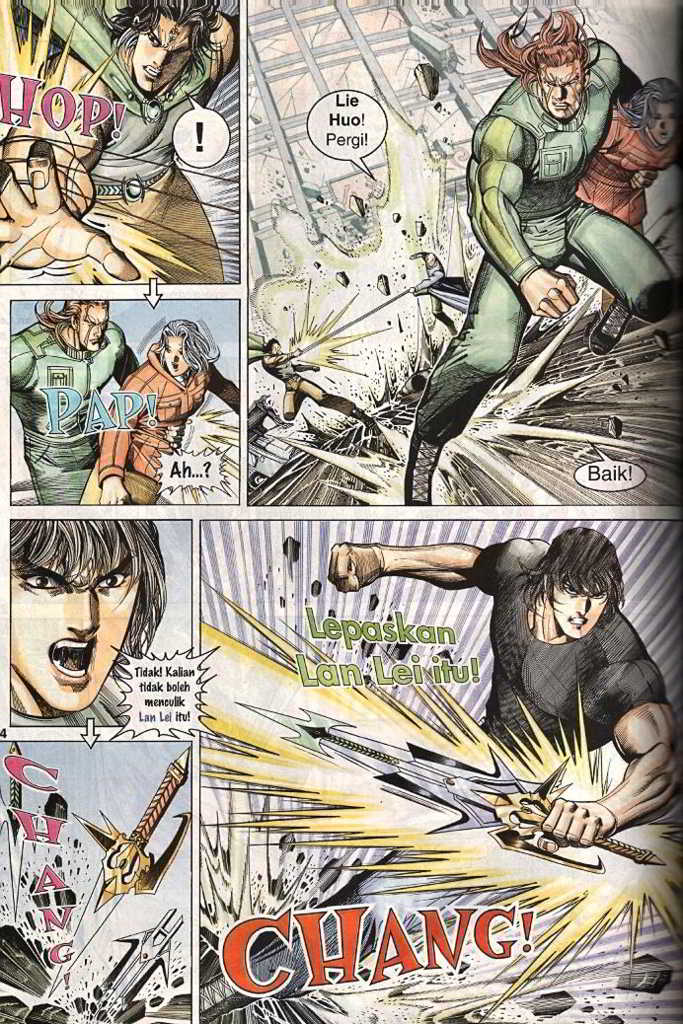 HOP!
!
Lie
Huo!
Pergi!
PAP!
Ah...?
Baik!
Tidak! Kalian
tidak boleh
menculik
Lan Lei itu!
Lepaskan
Lan Lei itu!
4
CHANG!
CHANG!